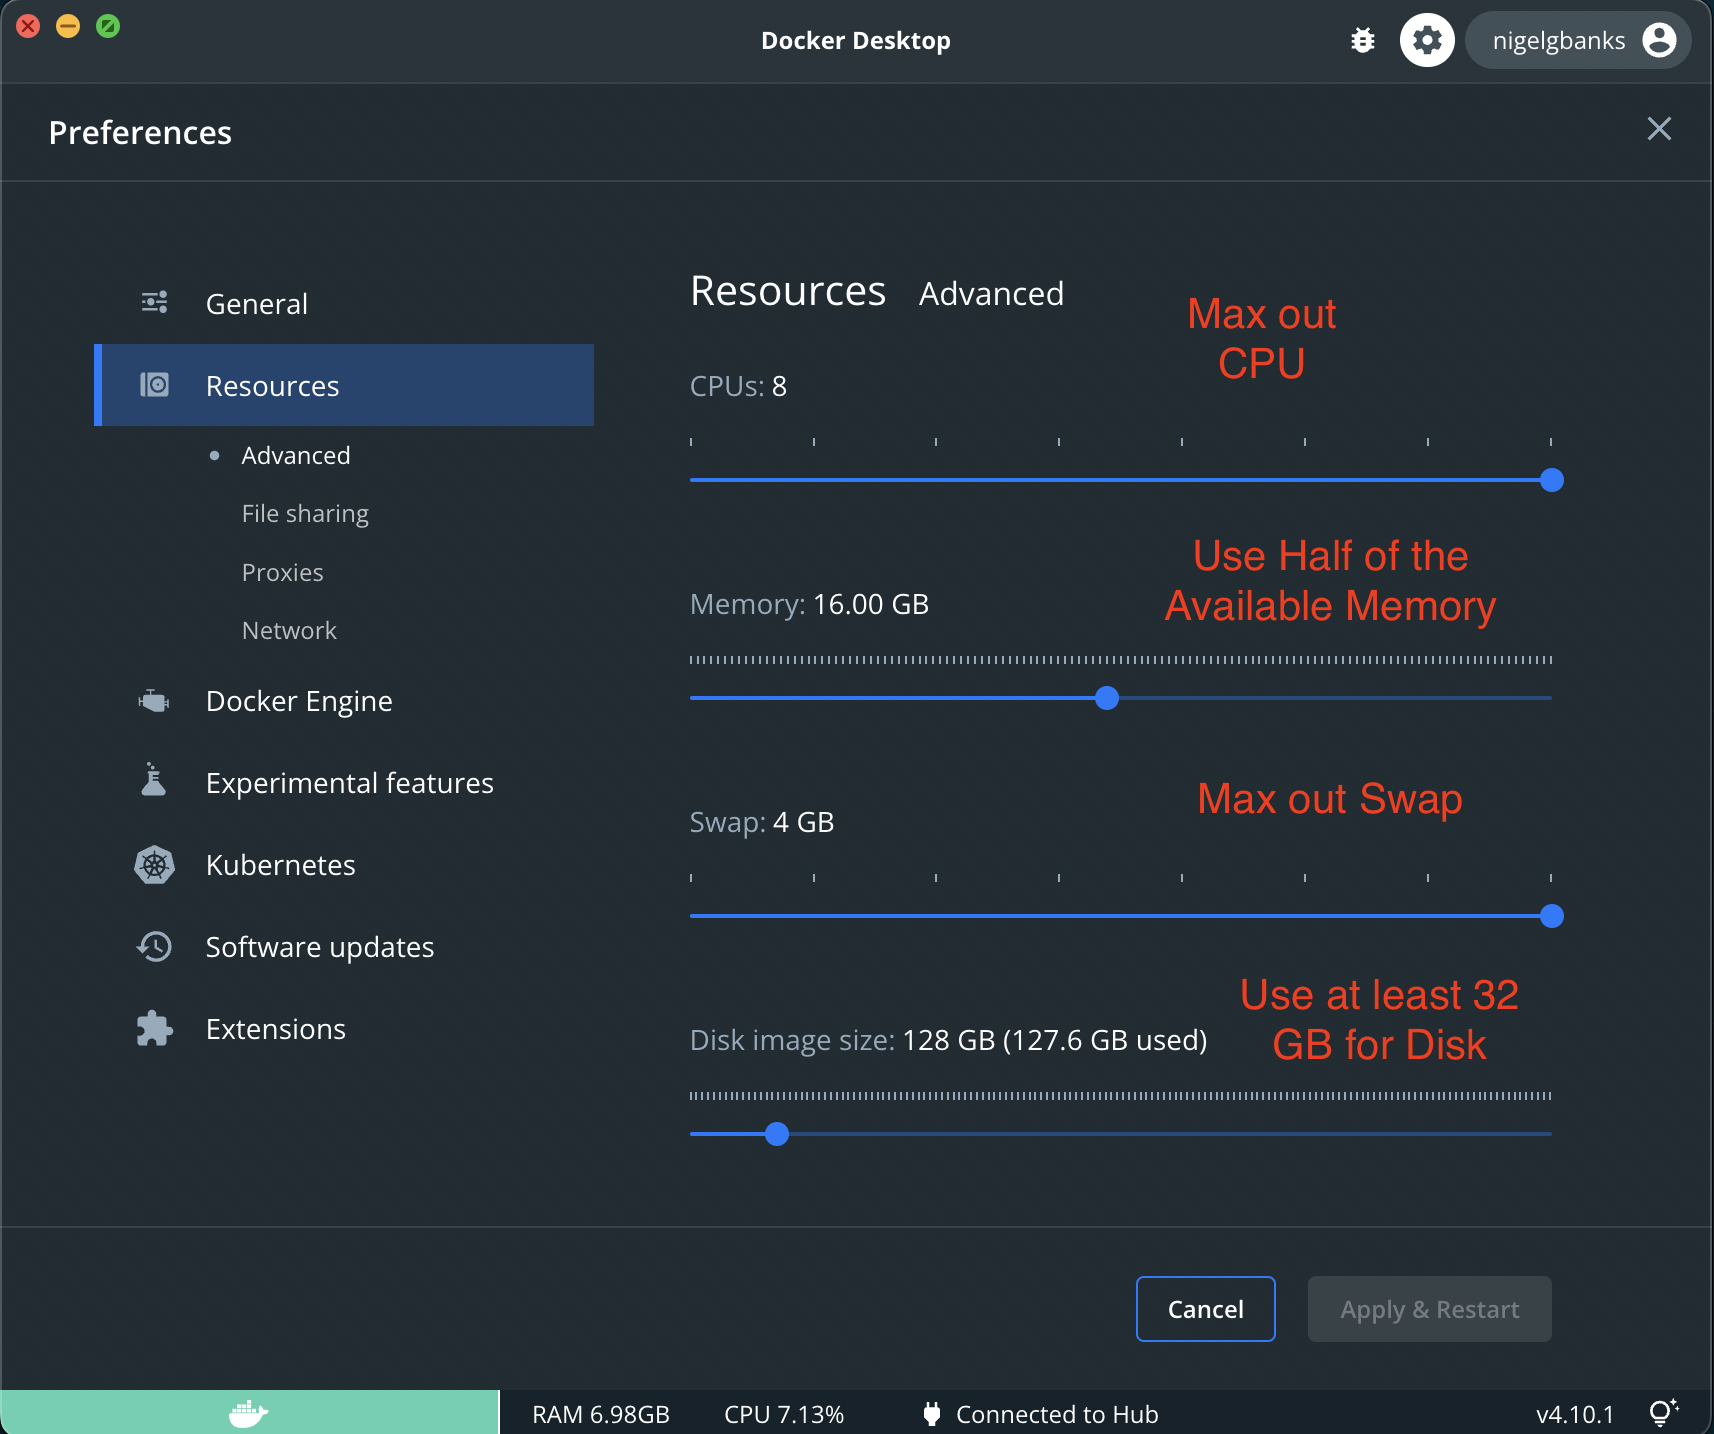 Docker Desktop
nigelgbanks
Preferences
General
Resources
Advanced
File sharing
Proxies
Network
Docker Engine
Experimental features
Kubernetes
Software updates
Extensions
Resources Advanced
Max out
CPU
CPUs: 8
Use Half of the
Available Memory
Memory: 16.00 GB
Max out Swap
Swap: 4 GB
Use at least 32
GB for Disk
Disk image size: 128 GB (127.6 GB used)
Cancel
Apply & Restart
RAM 6.98GB
CPU 7.13%
Connected to Hub
v4.10.1